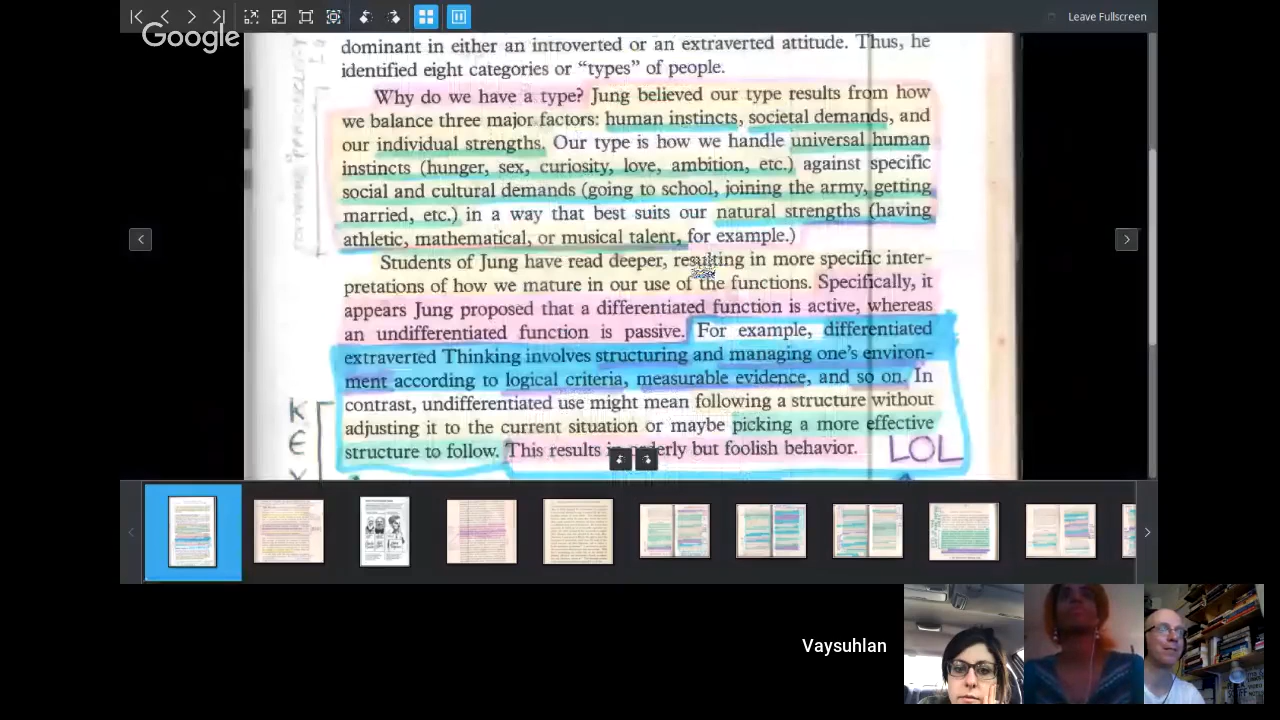 Leave Fullscreen
Google
dominant in either an introverted or an extraverted attitude. Thus, he
identified eight categories or “types” of people.
Why do we have a type? Jung believed our type results from how
we balance three major factors: human instincts, societal demands, and
our individual strengths. Our type is how we handle universal human
instincts (hunger, sex, curiosity, love, ambition, etc.) against specific
social and cultural demands (going to school, joining the army, getting
married, etc.) in a way that best suits our natural strengths (having
athletic, mathematical, or musical talent, for example.)
Students of Jung have read deeper, resulting in more specific inter-
pretations of how we mature in our use of the functions. Specifically, it
appears Jung proposed that a differentiated function is active, whereas
an undifferentiated function is passive. For example, differentiated
extraverted Thinking involves structuring and managing one’s environ-
ment according to logical criteria, measurable evidence, and so on. In
contrast, undifferentiated use might mean following a structure without
adjusting it to the current situation or maybe picking a more effective
structure to follow. This results in orderly but foolish behavior.
LOL
K
E
Y
Vaysuhlan